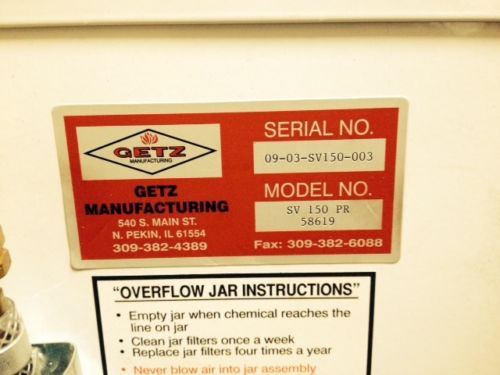 GETZ
MANUFACTURING
GETZ
MANUFACTURING
540 S. MAIN ST.
N. PEKIN, IL 61554
309-382-4389
SERIAL NO.
09-03-SV150-003
MODEL NO.
SV 150 PR
58619
Fax: 309-382-6088
"OVERFLOW JAR INSTRUCTIONS"
• Empty jar when chemical reaches the
line on jar
• Clean jar filters once a week
• Replace jar filters four times a year
• Never blow air into jar assembly